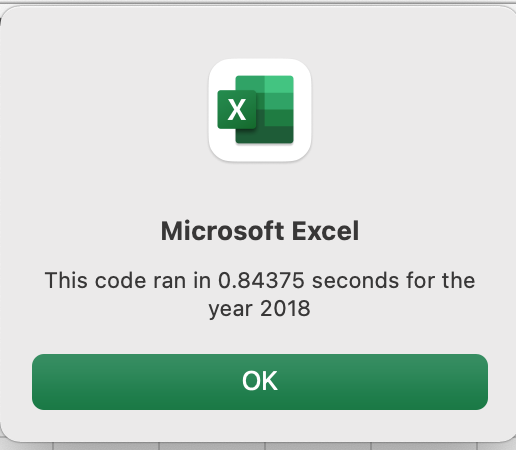 X
Microsoft Excel
This code ran in 0.84375 seconds for the
year 2018
OK